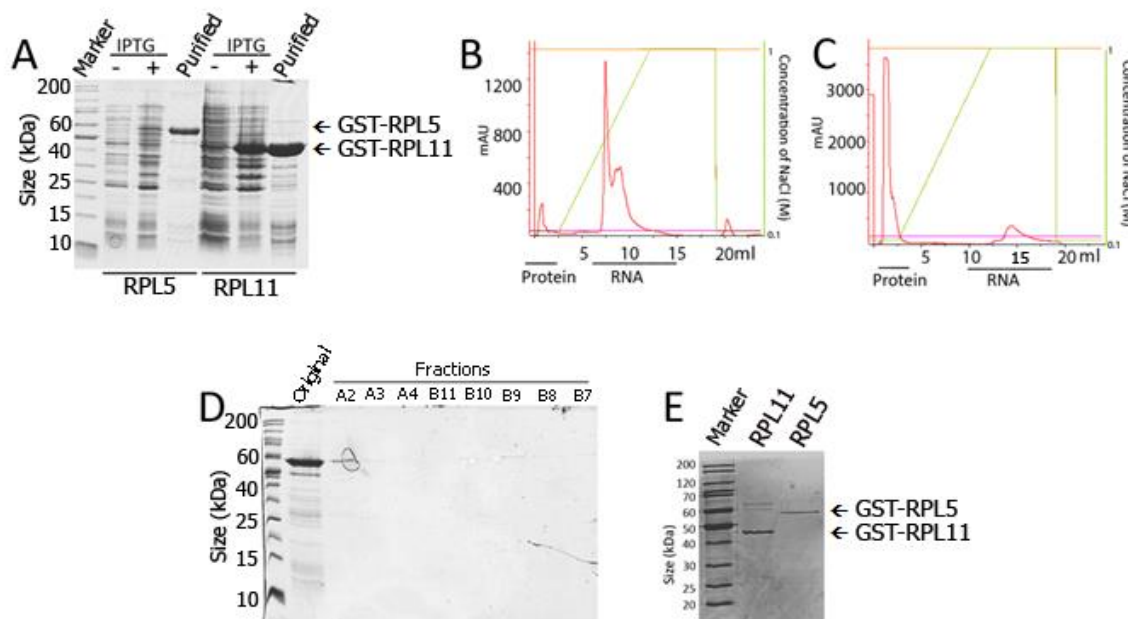 A
Marker
IPTG
- +
Purified
IPTG
- +
Purified
Size (kDa)
200
60
40
25
15
10
← GST-RPL5
← GST-RPL11
RPL5
RPL11
B
mAU
1200
800
400
1
Concentration of NaCl (M)
0.1
5 10 15 20ml
Protein
RNA
C
mAU
3000
2000
1000
1
Concentration of NaCl (M)
0.1
5 10 15 20 ml
Protein
RNA
D
Original
Fractions
A2 A3 A4 B11 B10 B9 B8 B7
Size (kDa)
200
60
40
25
15
10
E
Marker
RPL11
RPL5
Size (kDa)
200
120
70
60
50
40
30
25
20
← GST-RPL5
← GST-RPL11